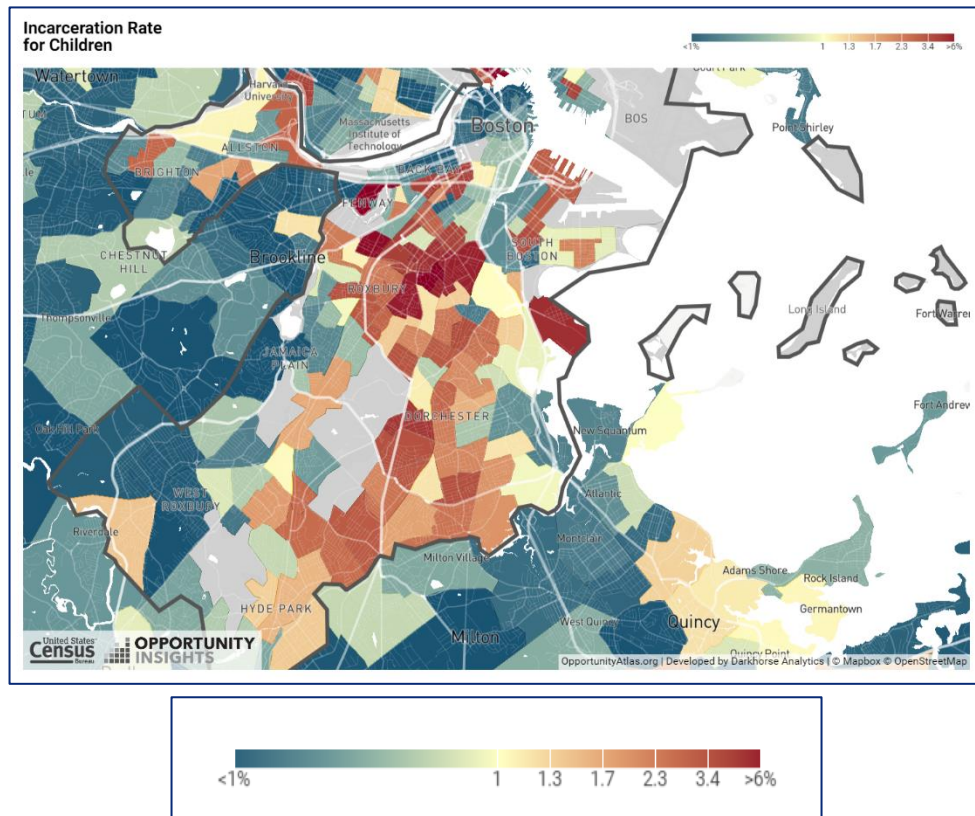 Incarceration Rate
for Children
<1%
1
1.3
1.7
2.3
3.4
>6%
Watertown
Court Park
Harvard
University
Massachusetts
Institute of
Technology
Boston
BOS
Point Shirley
ALLSTON
BRIGHTON
BACK BAY
FENWAY
CHESTNUT
HILL
Brookline
SOUTH
BOSTON
ROXBURY
Thompsonville
Long Island
Fort Warren
JAMAICA
PLAIN
DORCHESTER
Fort Andrew
Oak Hill Park
New Squantum
WEST
ROXBURY
Atlantic
Riverdale
Montclair
Milton Village
Adams Shore
Rock Island
HYDE PARK
Germantown
West Quincy
Quincy
Milton
Quincy Point
United States
Census
Bureau
OPPORTUNITY
INSIGHTS
OpportunityAtlas.org | Developed by Darkhorse Analytics | © Mapbox © OpenStreetMap
<1%
1
1.3
1.7
2.3
3.4
>6%